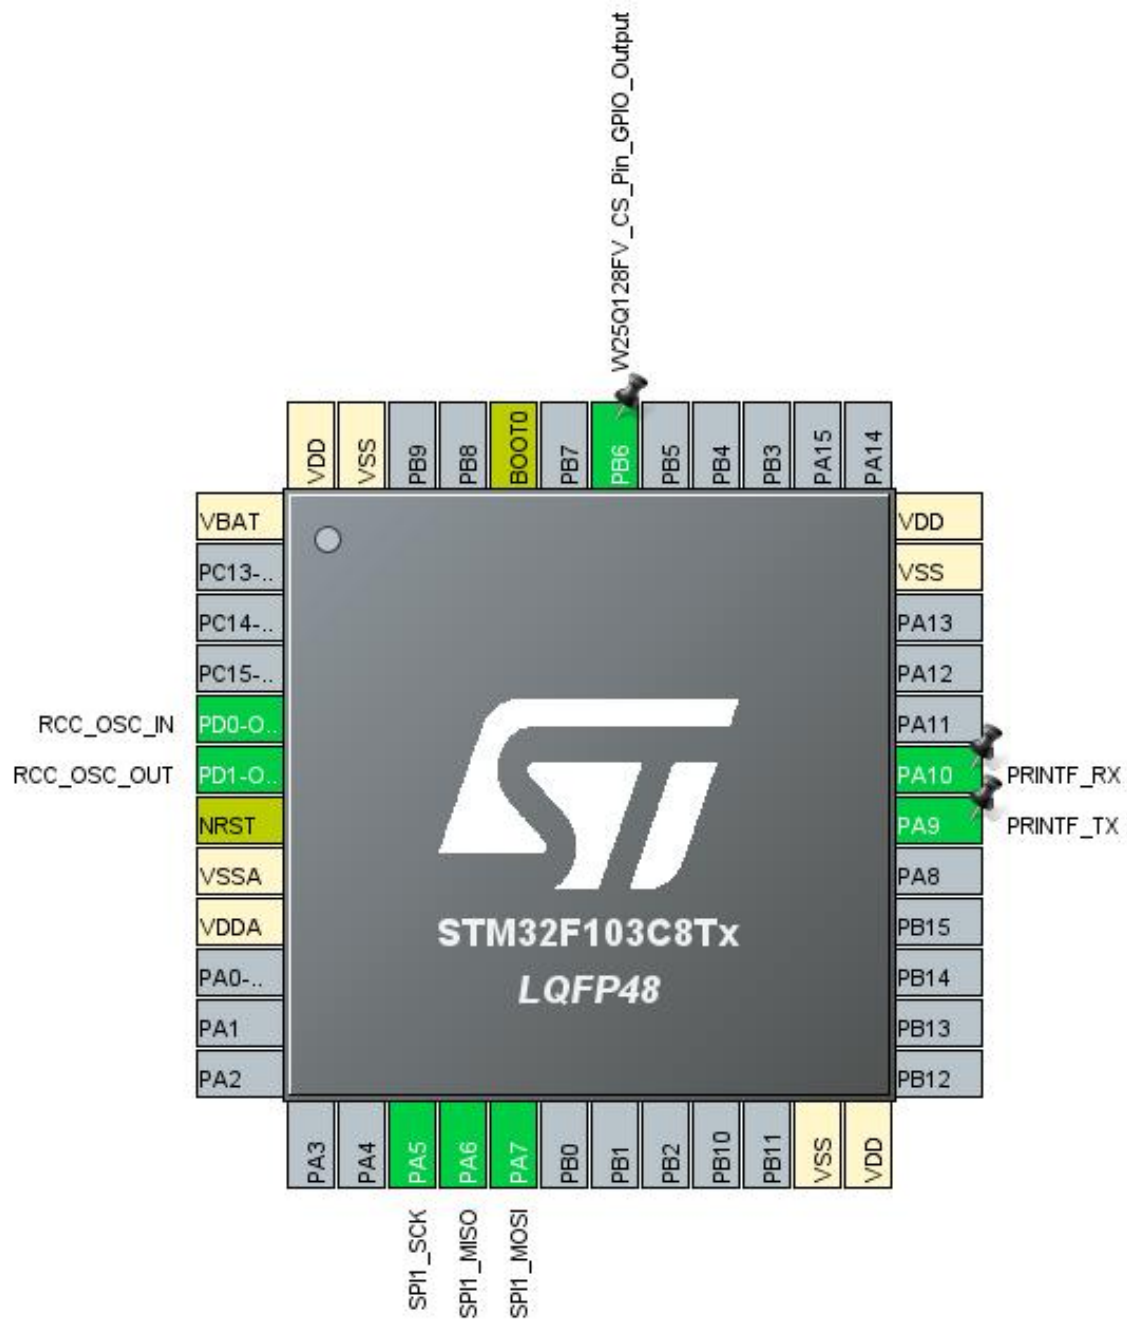 W25Q128FV_CS_Pin_GPIO_Output
VDD
VSS
PB9
PB8
BOOT0
PB7
PB6
PB5
PB4
PB3
PA15
PA14
VBAT
PC13-..
PC14-..
PC15-..
RCC_OSC_IN PD0-O..
RCC_OSC_OUT PD1-O..
NRST
VSSA
VDDA
PA0-..
PA1
PA2
ST
STM32F103C8Tx
LQFP48
VDD
VSS
PA13
PA12
PA11
PA10 PRINTF_RX
PA9 PRINTF_TX
PA8
PB15
PB14
PB13
PB12
PA3
PA4
PA5
PA6
PA7
PB0
PB1
PB2
PB10
PB11
VSS
VDD
SPI1_SCK
SPI1_MISO
SPI1_MOSI